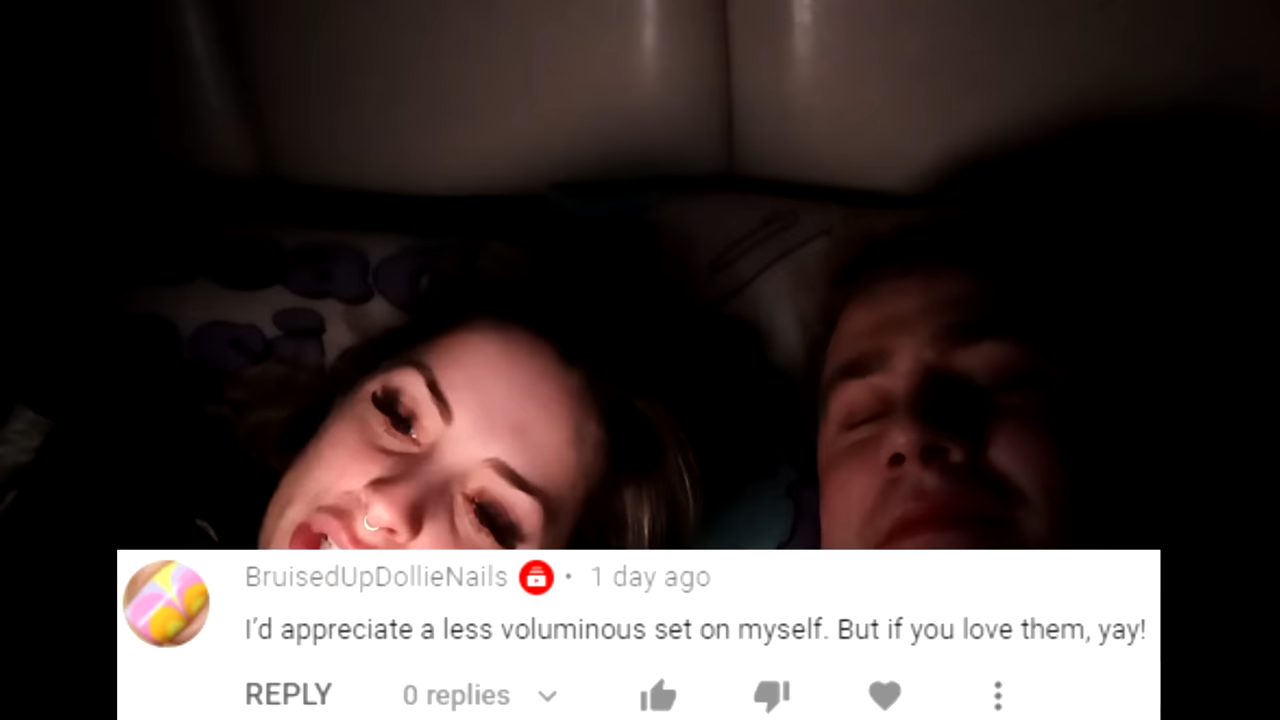 BruisedUpDollieNails • 1 day ago
I'd appreciate a less voluminous set on myself. But if you love them, yay!
REPLY 0 replies